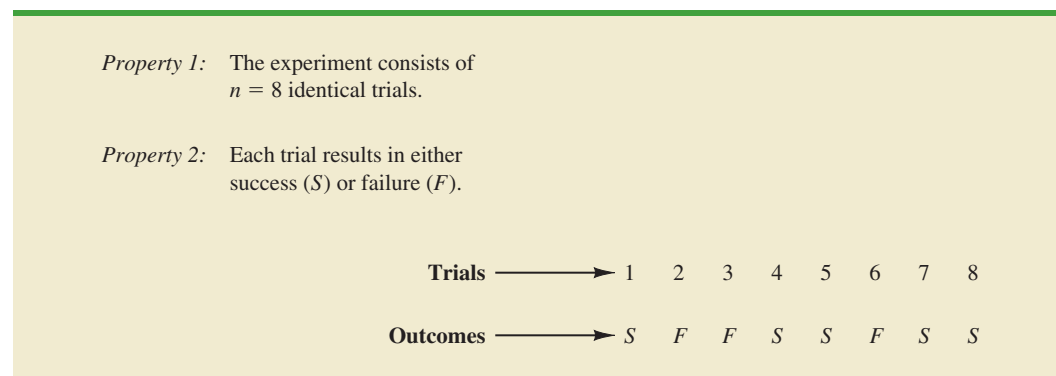 Property 1: The experiment consists of
n = 8 identical trials.
Property 2: Each trial results in either
success (S) or failure (F).
Trials 1 2 3 4 5 6 7 8
Outcomes S F F S S F S S